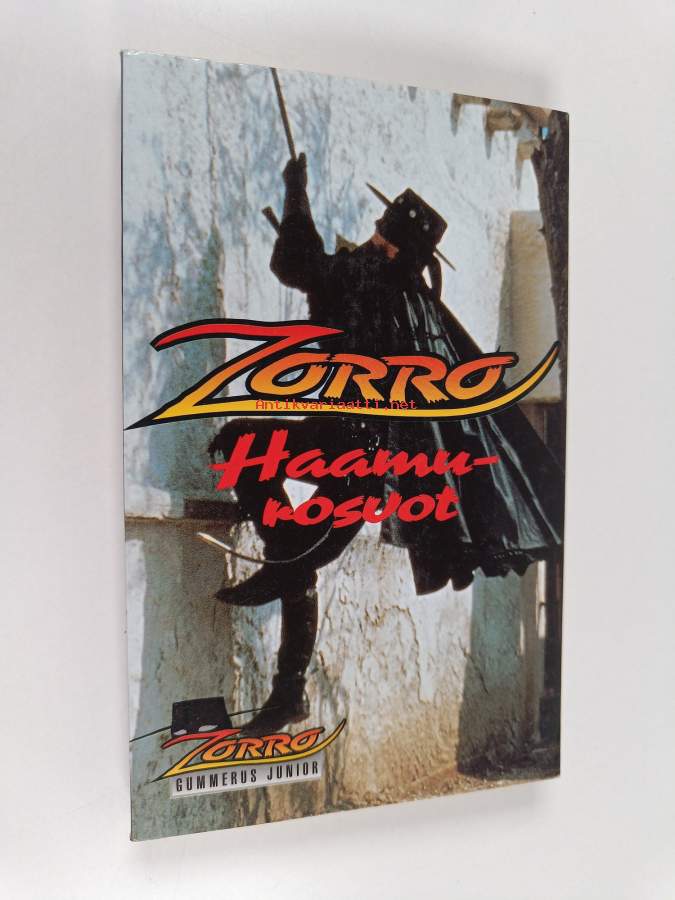 ZORRO
Antikvariaatti.net
Haamu-
rosvot
ZORRO
GUMMERUS JUNIOR